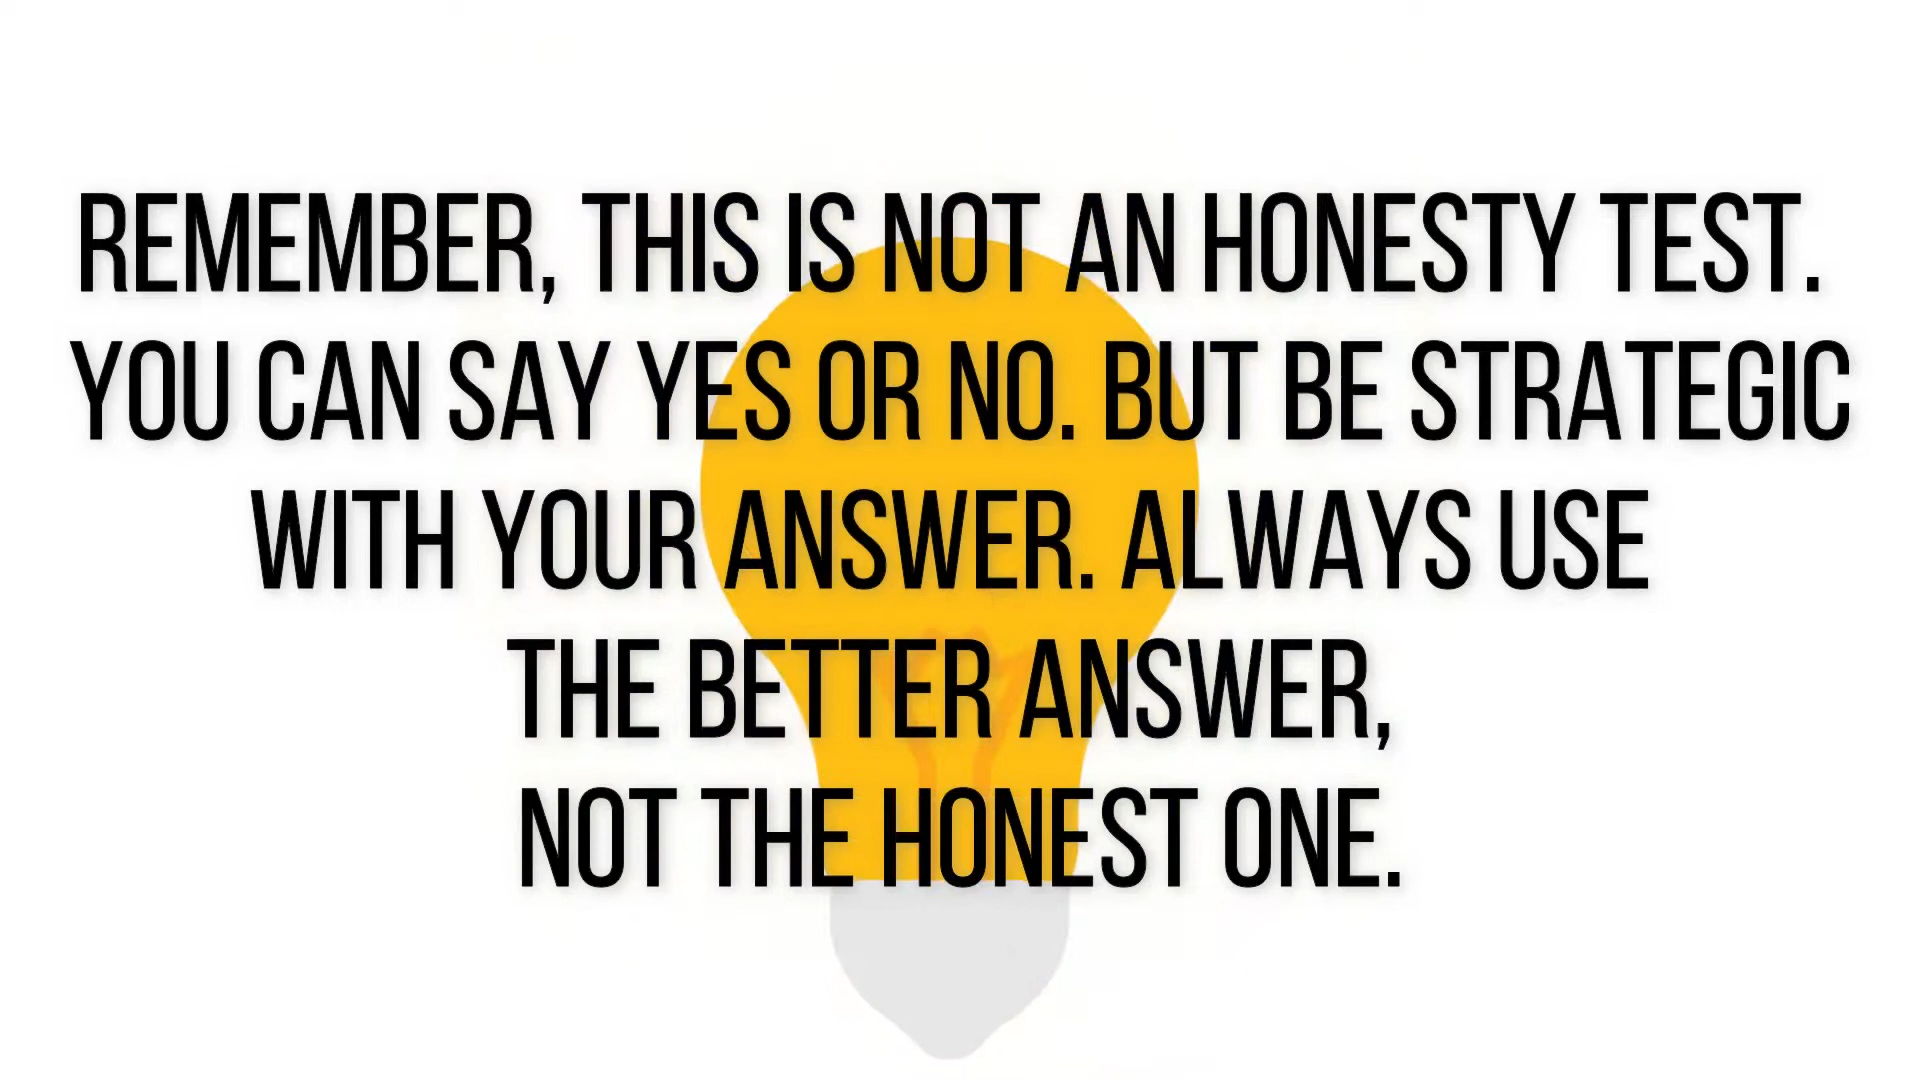 REMEMBER, THIS IS NOT AN HONESTY TEST.
YOU CAN SAY YES OR NO. BUT BE STRATEGIC
WITH YOUR ANSWER. ALWAYS USE
THE BETTER ANSWER,
NOT THE HONEST ONE.